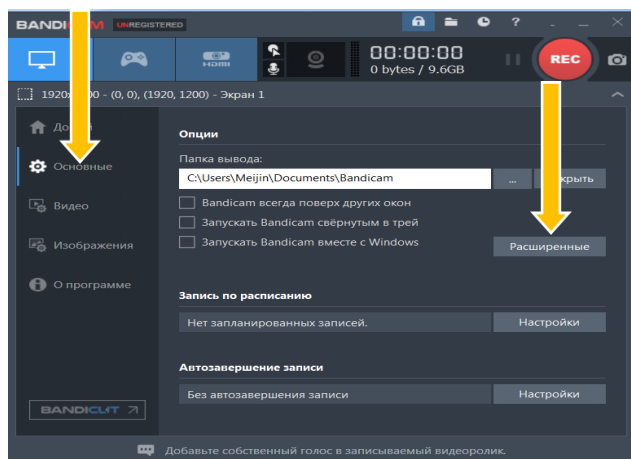 UNREGISTERED
?
HDMI
00:00:00
0 bytes / 9.6GB
REC
- (0, 0), (1920, 1200) - Экран 1
Основные
Видео
Изображения
О программе
Опции
Папка вывода:
C:\Users\Meijin\Documents\Bandicam
...
Bandicam всегда поверх других окон
Запускать Bandicam свёрнутым в трей
Запускать Bandicam вместе с Windows
Расширенные
Запись по расписанию
Нет запланированных записей.
Настройки
Автозавершение записи
Без автозавершения записи
Настройки
BANDICUT
Добавьте собственный голос в записываемый видеоролик.